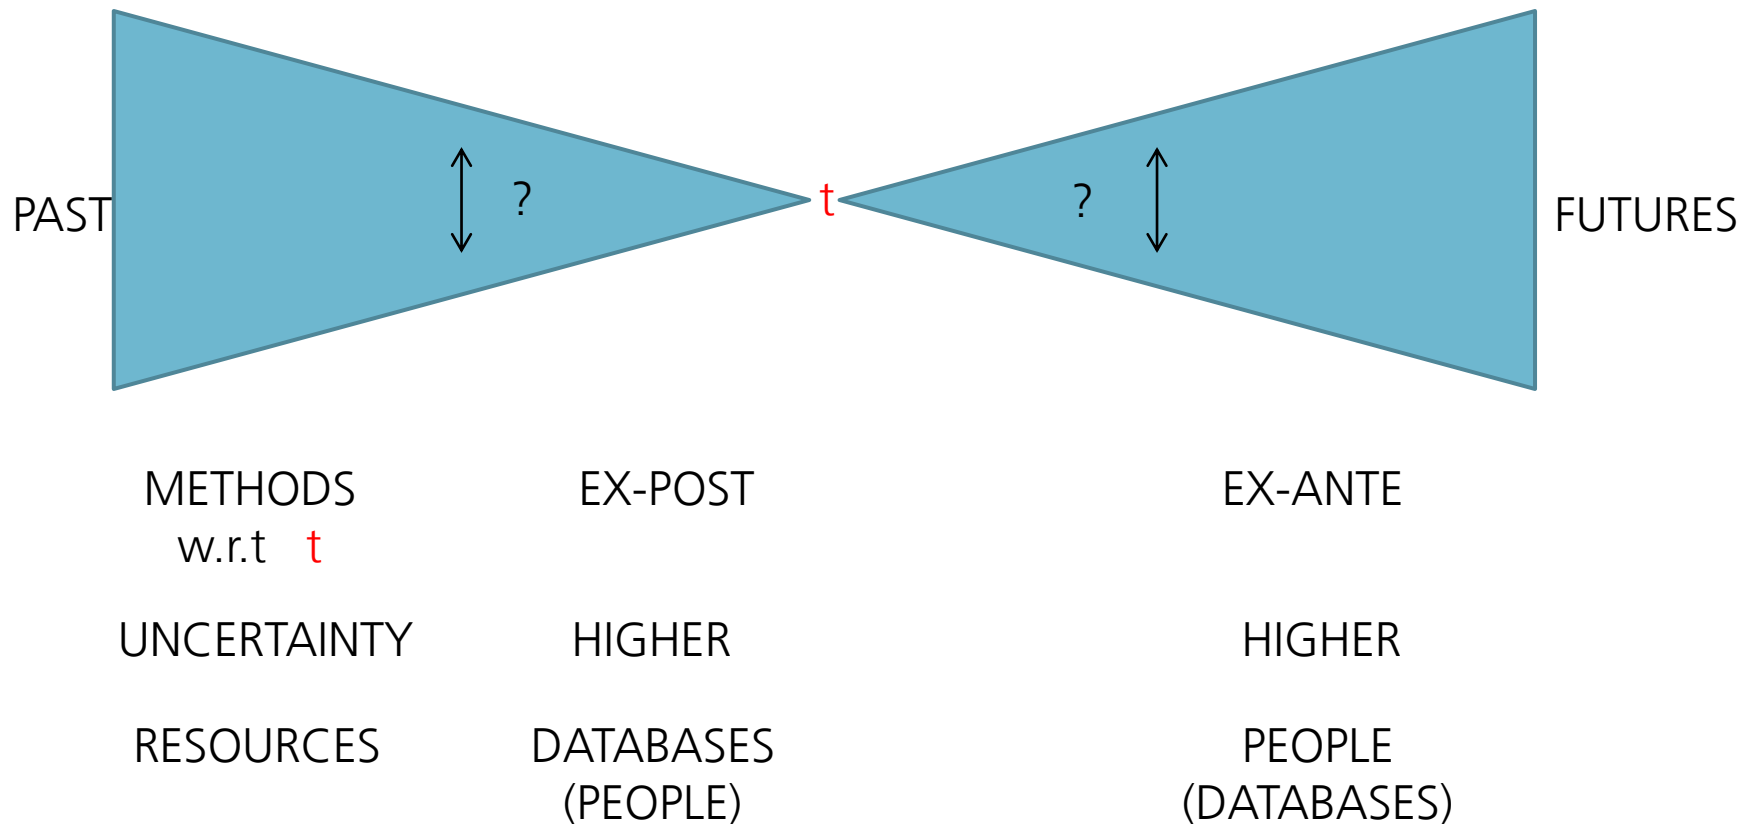 PAST
?
t
?
FUTURES
METHODS
w.r.t t
EX-POST
EX-ANTE
UNCERTAINTY
HIGHER
HIGHER
RESOURCES
DATABASES
(PEOPLE)
PEOPLE
(DATABASES)